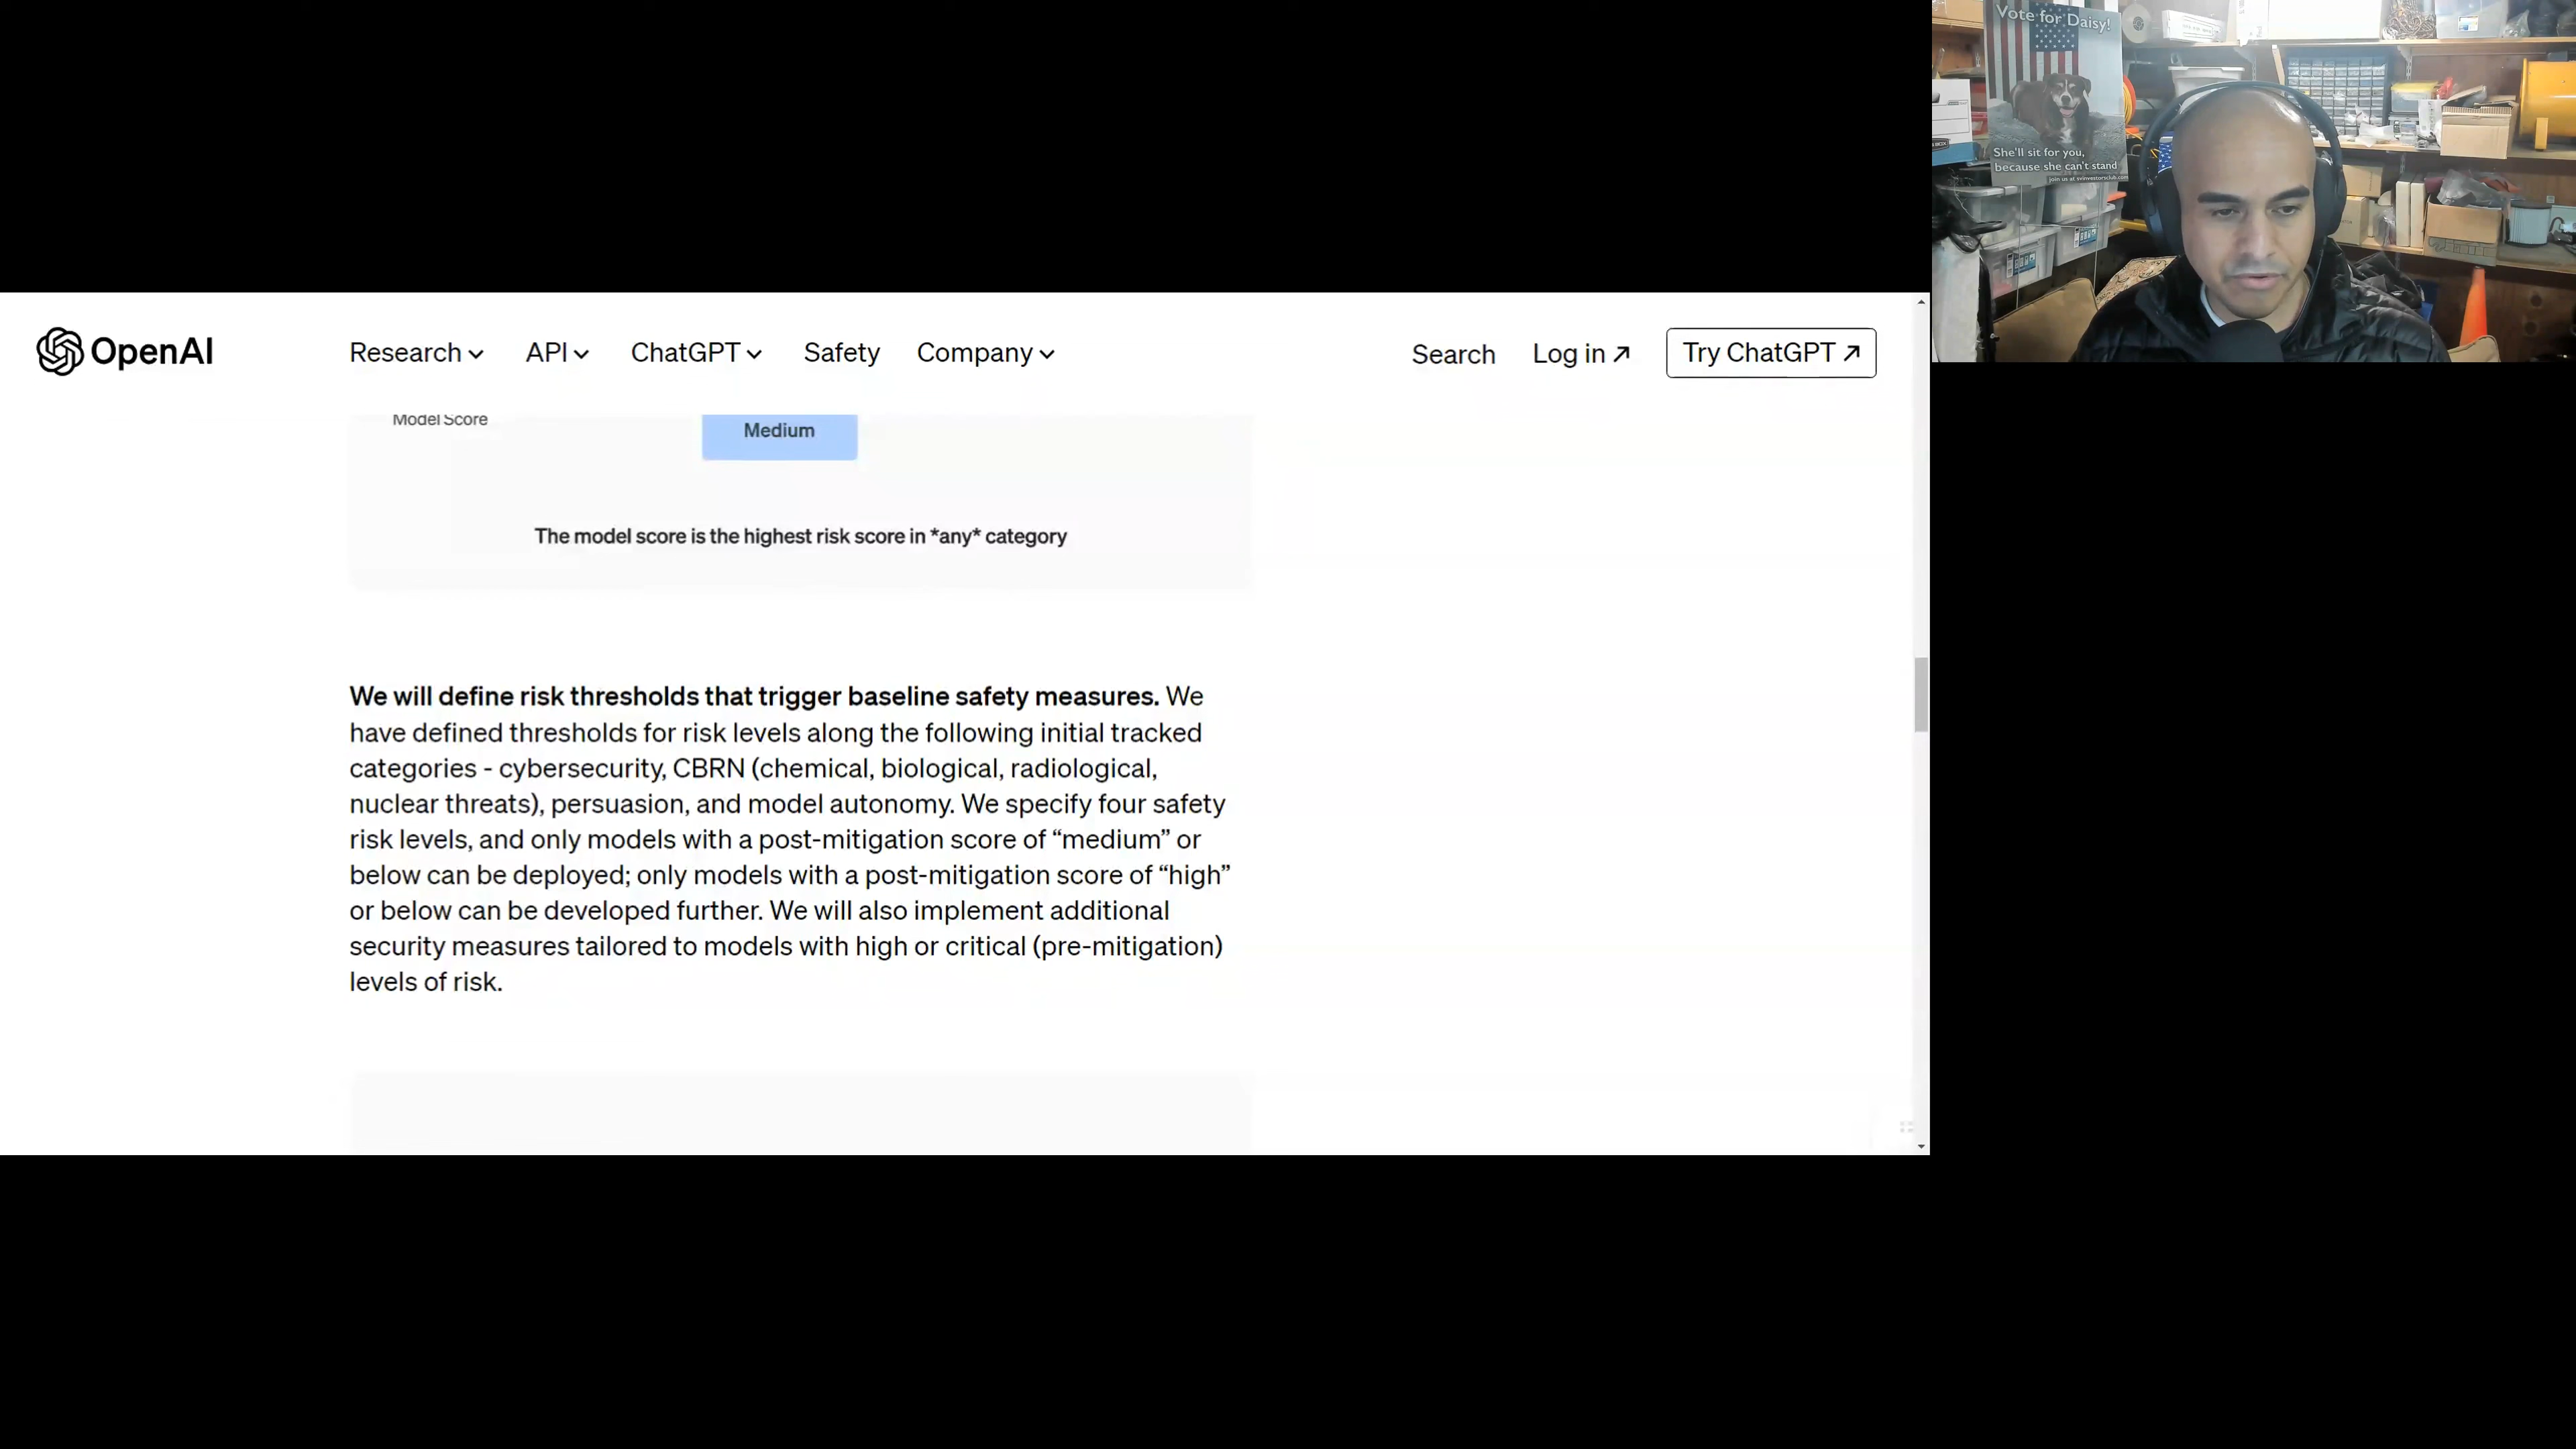 Vote for Daisy!
She'll sit for you,
because she can't stand
join us at svinvestorsclub.com
OpenAI
Research
API
ChatGPT
Safety
Company
Search
Log in ↗
Try ChatGPT ↗
Model Score
Medium
The model score is the highest risk score in *any* category
We will define risk thresholds that trigger baseline safety measures. We
have defined thresholds for risk levels along the following initial tracked
categories - cybersecurity, CBRN (chemical, biological, radiological,
nuclear threats), persuasion, and model autonomy. We specify four safety
risk levels, and only models with a post-mitigation score of “medium” or
below can be deployed; only models with a post-mitigation score of “high”
or below can be developed further. We will also implement additional
security measures tailored to models with high or critical (pre-mitigation)
levels of risk.